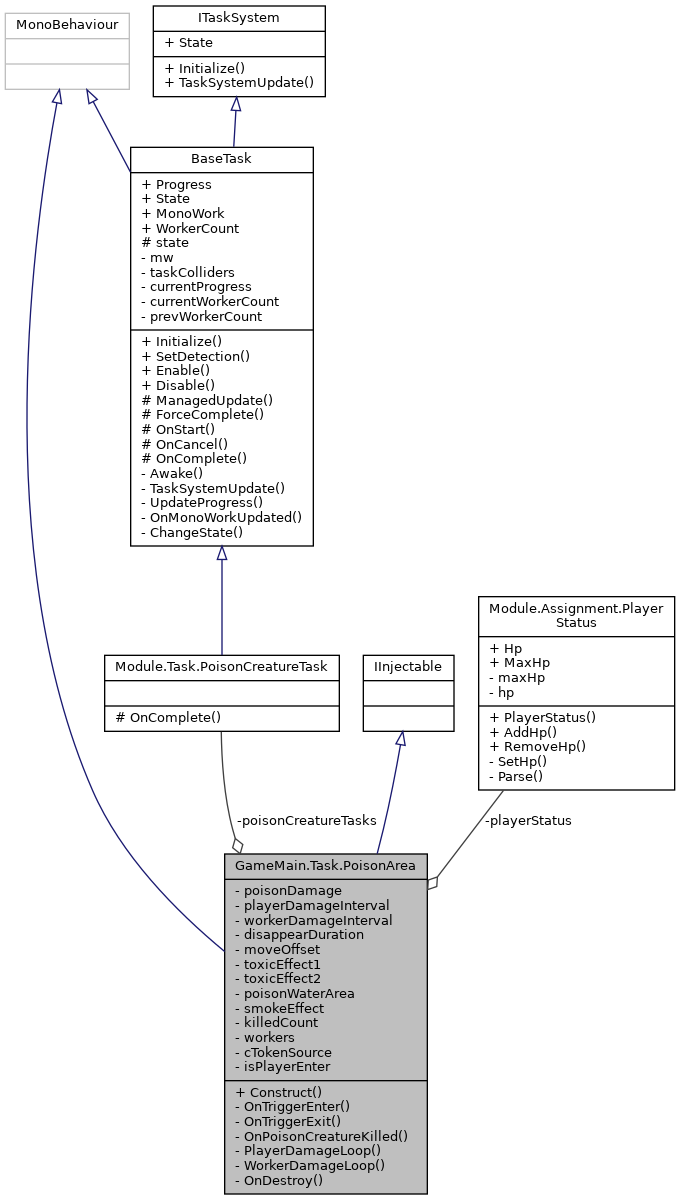 MonoBehaviour
ITaskSystem
+ State
+ Initialize()
+ TaskSystemUpdate()
BaseTask
+ Progress
+ State
+ MonoWork
+ WorkerCount
# state
- mw
- taskColliders
- currentProgress
- currentWorkerCount
- prevWorkerCount
+ Initialize()
+ SetDetection()
+ Enable()
+ Disable()
# ManagedUpdate()
# ForceComplete()
# OnStart()
# OnCancel()
# OnComplete()
- Awake()
- TaskSystemUpdate()
- UpdateProgress()
- OnMonoWorkUpdated()
- ChangeState()
Module.Task.PoisonCreatureTask
# OnComplete()
IInjectable
Module.Assignment.Player
Status
+ Hp
+ MaxHp
- maxHp
- hp
+ PlayerStatus()
+ AddHp()
+ RemoveHp()
- SetHp()
- Parse()
-poisonCreatureTasks
-playerStatus
GameMain.Task.PoisonArea
- poisonDamage
- playerDamageInterval
- workerDamageInterval
- disappearDuration
- moveOffset
- toxicEffect1
- toxicEffect2
- poisonWaterArea
- smokeEffect
- killedCount
- workers
- cTokenSource
- isPlayerEnter
+ Construct()
- OnTriggerEnter()
- OnTriggerExit()
- OnPoisonCreatureKilled()
- PlayerDamageLoop()
- WorkerDamageLoop()
- OnDestroy()